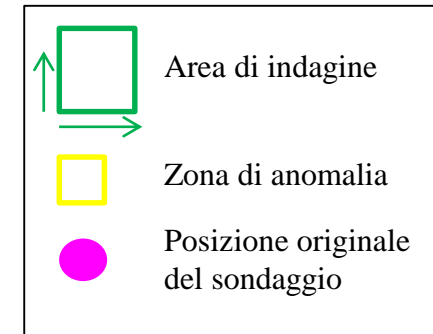 Area di indagine
Zona di anomalia
Posizione originale
del sondaggio